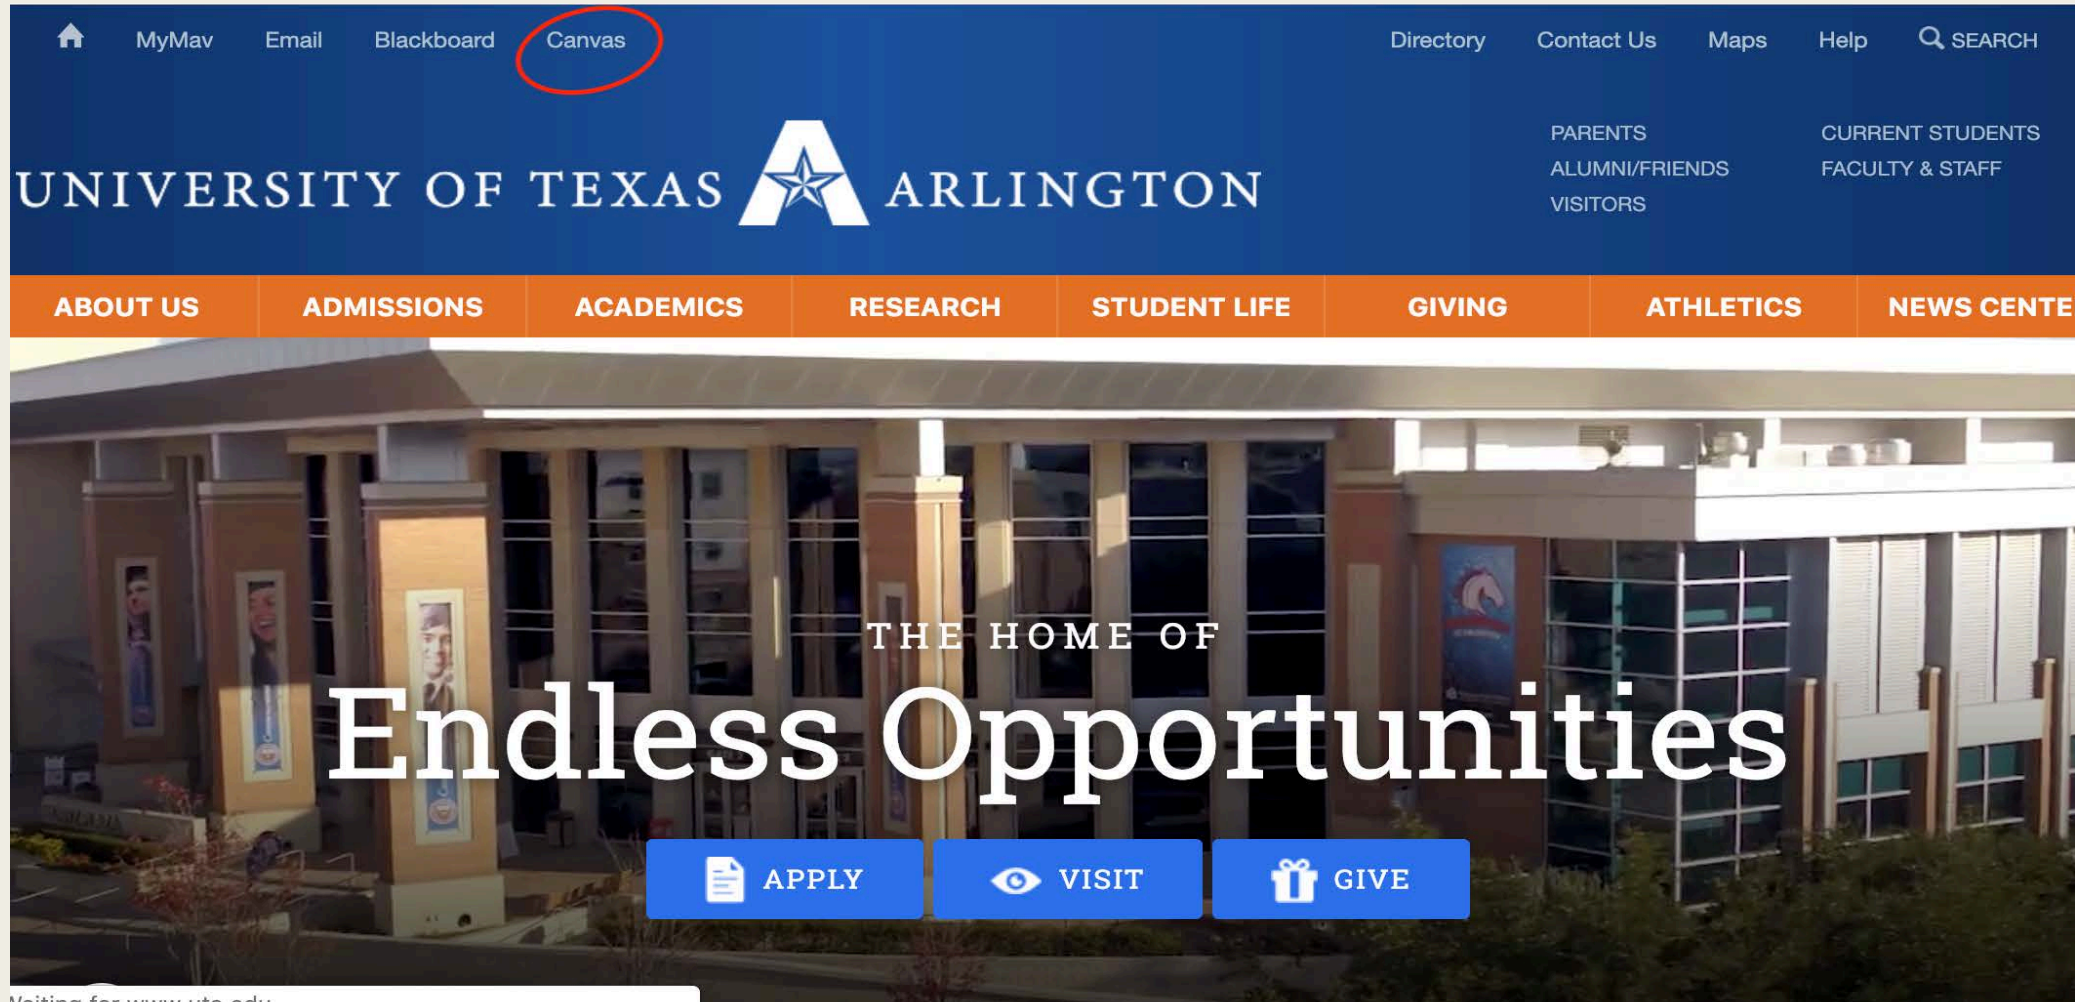 MyMav Email Blackboard Canvas Directory Contact Us Maps Help SEARCH
UNIVERSITY OF TEXAS A ARLINGTON
PARENTS CURRENT STUDENTS
ALUMNI/FRIENDS FACULTY & STAFF
VISITORS
ABOUT US ADMISSIONS ACADEMICS RESEARCH STUDENT LIFE GIVING ATHLETICS NEWS CENTE
THE HOME OF
Endless Opportunities
APPLY VISIT GIVE